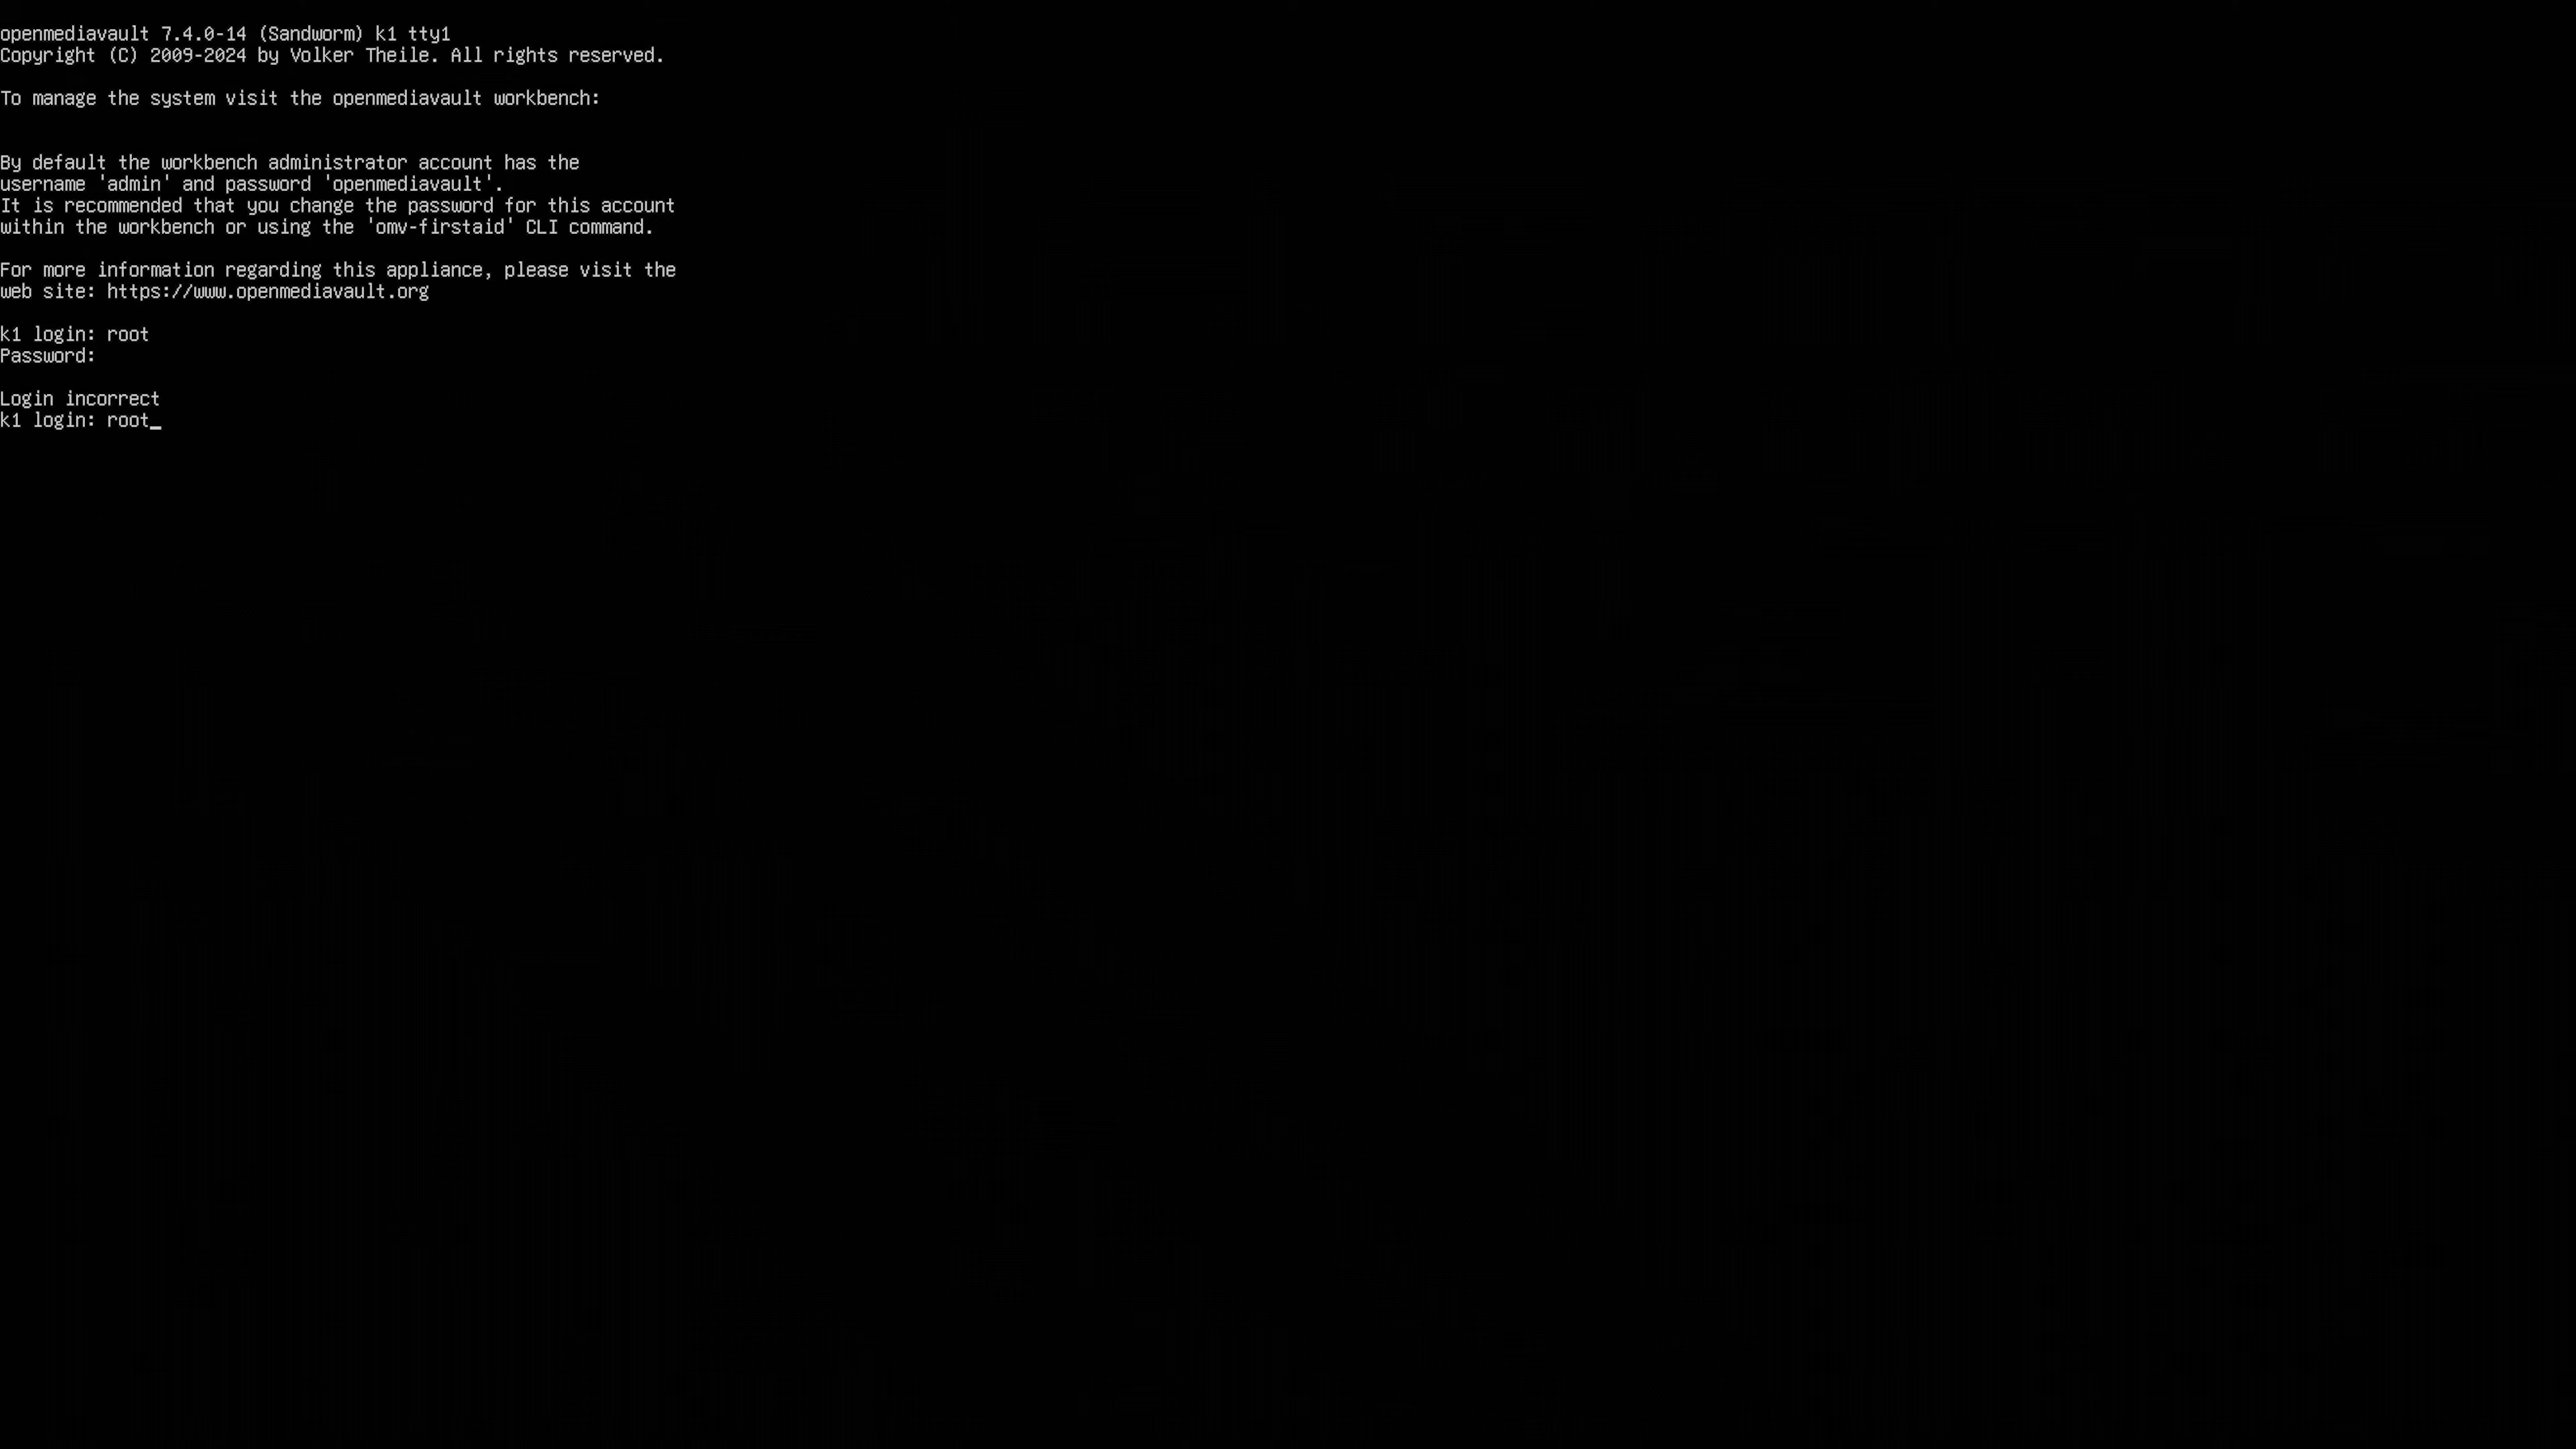 openmediavault 7.4.0-14 (Sandworm) k1 tty1
Copyright (C) 2009-2024 by Volker Theile. All rights reserved.
To manage the system visit the openmediavault workbench:
By default the workbench administrator account has the
username 'admin' and password 'openmediavault'.
It is recommended that you change the password for this account
within the workbench or using the 'omv-firstaid' CLI command.
For more information regarding this appliance, please visit the
web site: https://www.openmediavault.org
k1 login: root
Password:
Login incorrect
k1 login: root_